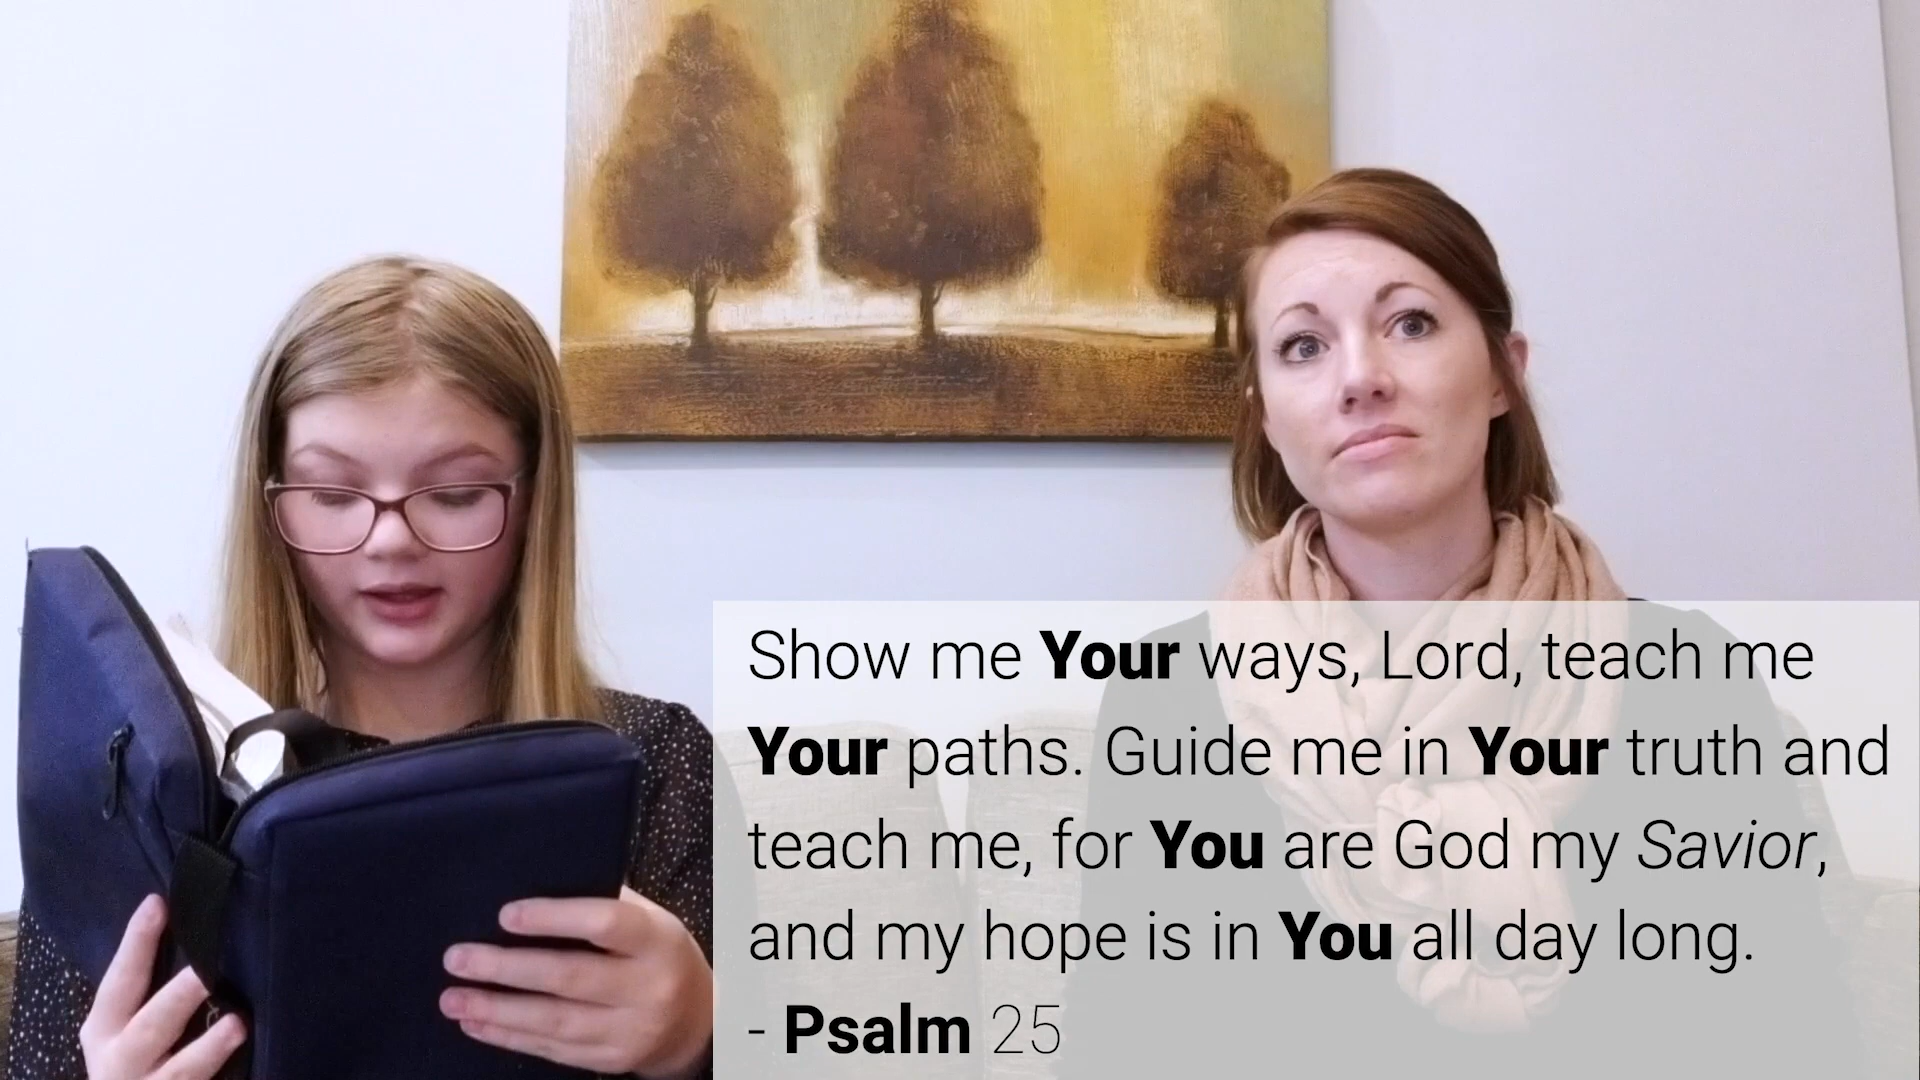 Show me Your ways, Lord, teach me
Your paths. Guide me in Your truth and
teach me, for You are God my Savior,
and my hope is in You all day long.
- Psalm 25